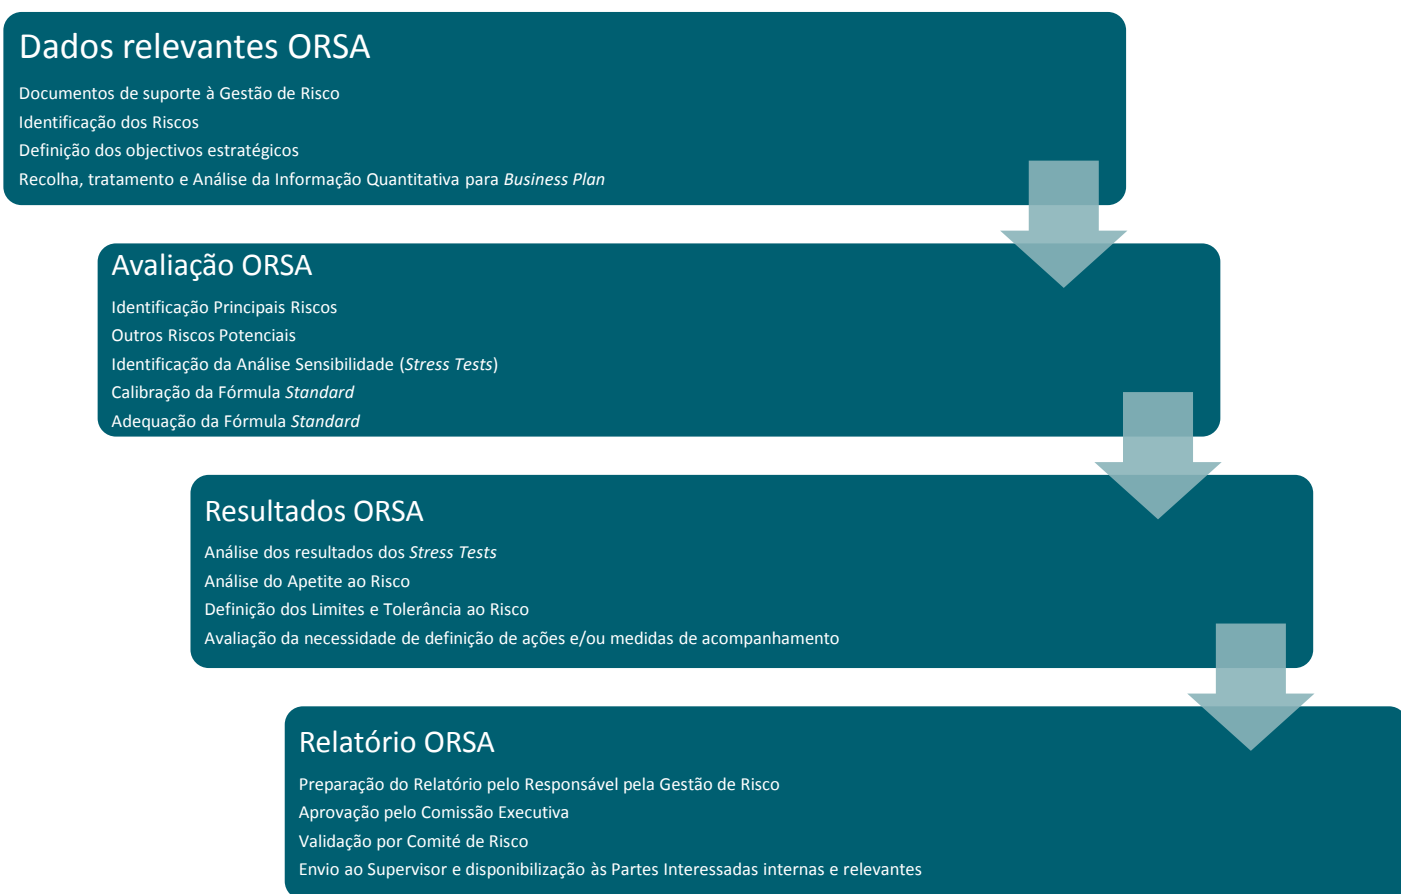 Dados relevantes ORSA
Documentos de suporte à Gestão de Risco
Identificação dos Riscos
Definição dos objectivos estratégicos
Recolha, tratamento e Análise da Informação Quantitativa para Business Plan
Avaliação ORSA
Identificação Principais Riscos
Outros Riscos Potenciais
Identificação da Análise Sensibilidade (Stress Tests)
Calibração da Fórmula Standard
Adequação da Fórmula Standard
Resultados ORSA
Análise dos resultados dos Stress Tests
Análise do Apetite ao Risco
Definição dos Limites e Tolerância ao Risco
Avaliação da necessidade de definição de ações e/ou medidas de acompanhamento
Relatório ORSA
Preparação do Relatório pelo Responsável pela Gestão de Risco
Aprovação pelo Comissão Executiva
Validação por Comité de Risco
Envio ao Supervisor e disponibilização às Partes Interessadas internas e relevantes